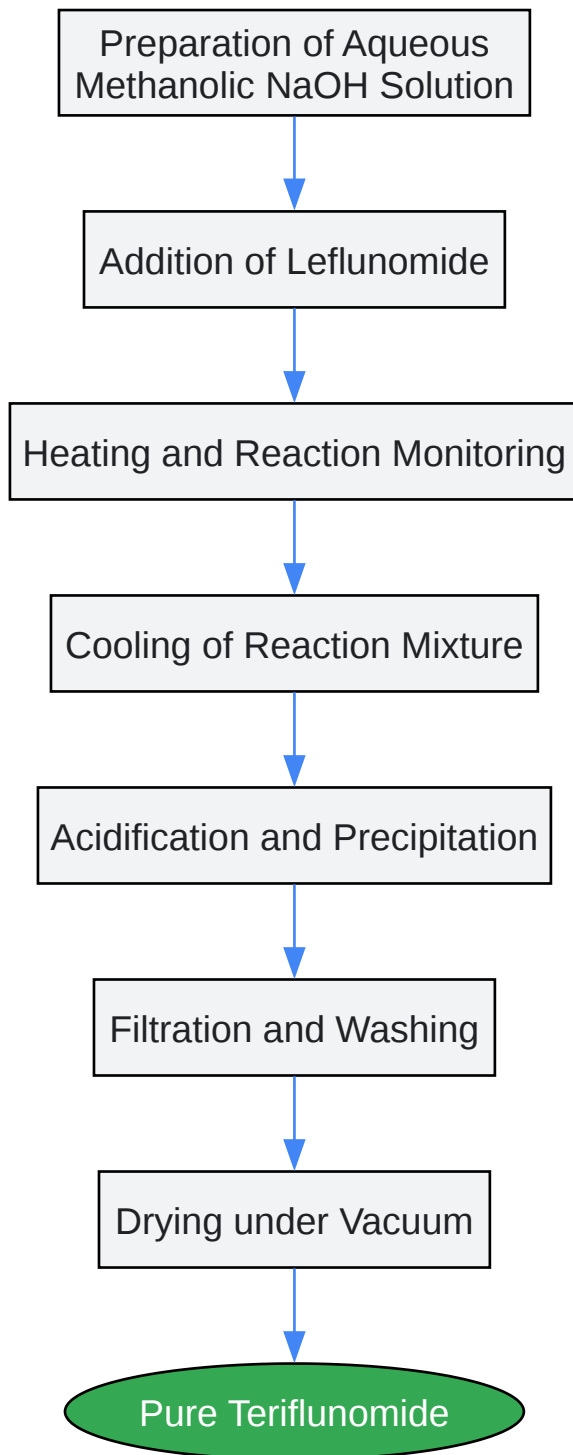 Preparation of Aqueous
Methanolic NaOH Solution
Addition of Leflunomide
Heating and Reaction Monitoring
Cooling of Reaction Mixture
Acidification and Precipitation
Filtration and Washing
Drying under Vacuum
Pure Teriflunomide